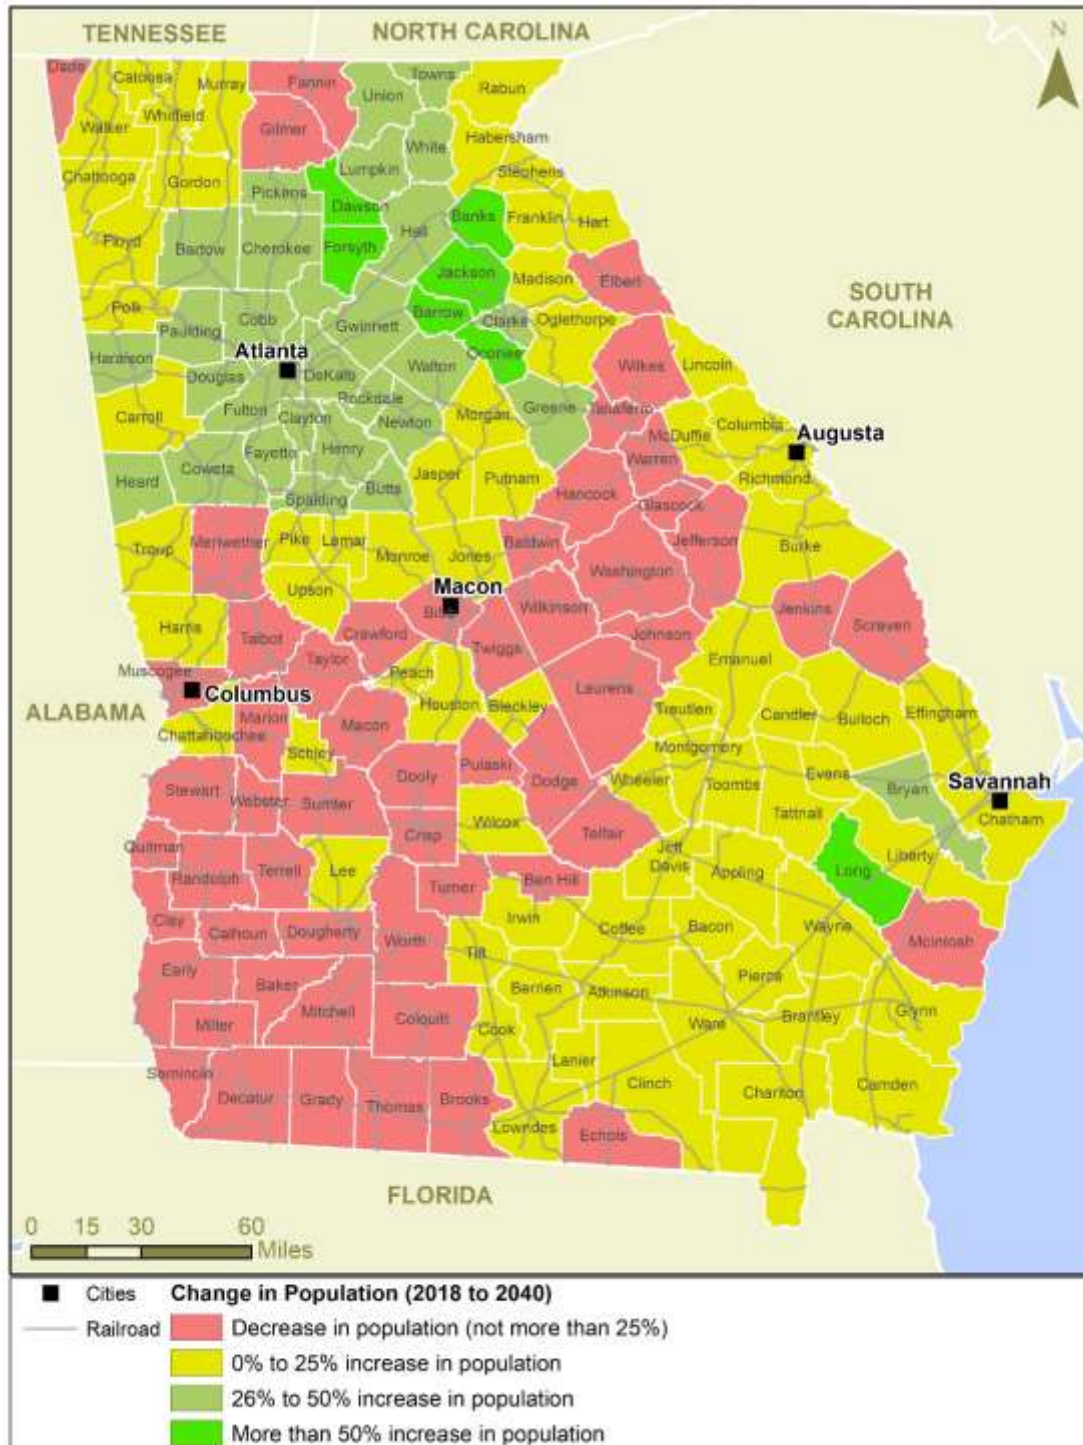 TENNESSEE
NORTH CAROLINA
N
Dade
Catoosa
Murray
Fannin
Towns
Union
Rabun
Walker
Whitfield
Gilmer
White
Habersham
Lumpkin
Stephens
Chattooga
Gordon
Pickens
Dawson
Banks
Franklin
Hart
Floyd
Bartow
Cherokee
Forsyth
Hall
Jackson
Madison
Elbert
Polk
Paulding
Cobb
Gwinnett
Barrow
Clarke
Oglethorpe
SOUTH
CAROLINA
Haralson
Atlanta
Oconee
Douglas
DeKalb
Walton
Wilkes
Lincoln
Carroll
Fulton
Clayton
Rockdale
Newton
Morgan
Greene
Taliaferro
Columbia
McDuffie
Augusta
Heard
Coweta
Fayette
Henry
Butts
Jasper
Putnam
Warren
Richmond
Spalding
Hancock
Glascock
Troup
Meriwether
Pike
Lamar
Monroe
Jones
Baldwin
Washington
Jefferson
Burke
Upson
Macon
Bibb
Wilkinson
Jenkins
Screven
Harris
Talbot
Crawford
Twiggs
Johnson
Muscogee
Taylor
Peach
Emanuel
Columbus
Houston
Bleckley
Laurens
Treutlen
Candler
Bulloch
Effingham
ALABAMA
Chattahoochee
Marion
Macon
Schley
Pulaski
Montgomery
Stewart
Webster
Sumter
Dooly
Dodge
Wheeler
Toombs
Evans
Bryan
Savannah
Chatham
Tattnall
Crisp
Wilcox
Telfair
Quitman
Randolph
Terrell
Lee
Turner
Ben Hill
Jeff
Davis
Appling
Long
Liberty
Clay
Calhoun
Dougherty
Worth
Irwin
Coffee
Bacon
Wayne
McIntosh
Early
Baker
Mitchell
Tift
Berrien
Atkinson
Pierce
Miller
Colquitt
Cook
Ware
Brantley
Glynn
Seminole
Decatur
Grady
Thomas
Brooks
Lanier
Clinch
Charlton
Camden
Lowndes
Echols
FLORIDA
0 15 30 60
Miles
Cities
Change in Population (2018 to 2040)
Railroad
Decrease in population (not more than 25%)
0% to 25% increase in population
26% to 50% increase in population
More than 50% increase in population